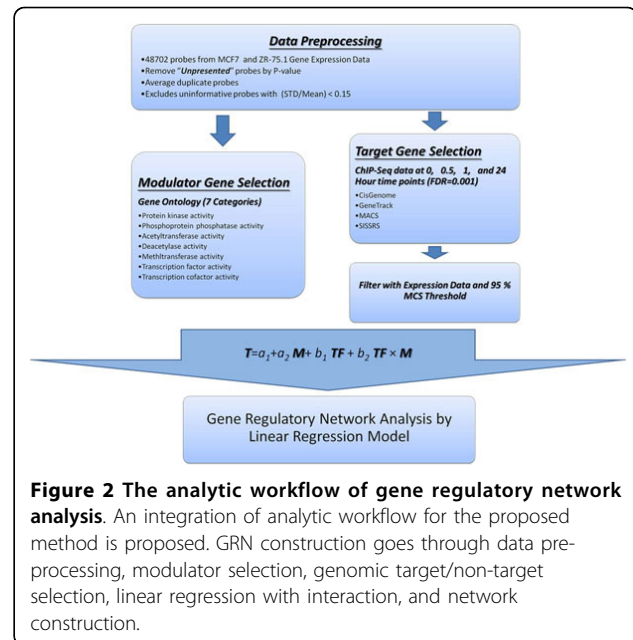 Data Preprocessing
•48702 probes from MCF7 and ZR-75.1 Gene Expression Data
•Remove "Unpresented" probes by P-value
•Average duplicate probes
•Excludes uninformative probes with (STD/Mean) < 0.15
Modulator Gene Selection
Gene Ontology (7 Categories)
•Protein kinase activity
•Phosphoprotein phosphatase activity
•Acetyltransferase activity
•Deacetylase activity
•Methltransferase activity
•Transcription factor activity
•Transcription cofactor activity
Target Gene Selection
ChIP-Seq data at 0, 0.5, 1, and 24
Hour time points (FDR=0.001)
•CisGenome
•GeneTrack
•MACS
•SISSRS
Filter with Expression Data and 95 %
MCS Threshold
T=a1+a2 M+ b1 TF + b2 TF × M
Gene Regulatory Network Analysis by
Linear Regression Model
Figure 2 The analytic workflow of gene regulatory network
analysis. An integration of analytic workflow for the proposed
method is proposed. GRN construction goes through data pre-
processing, modulator selection, genomic target/non-target
selection, linear regression with interaction, and network
construction.